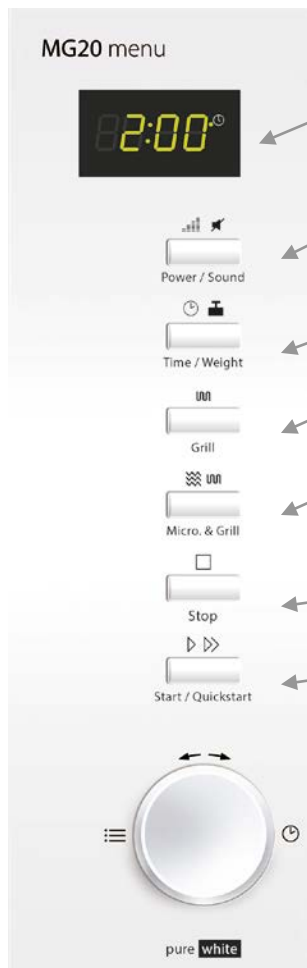 MG20 menu
2:00
Power / Sound
Time / Weight
Grill
Micro. & Grill
Stop
Start / Quickstart
pure white